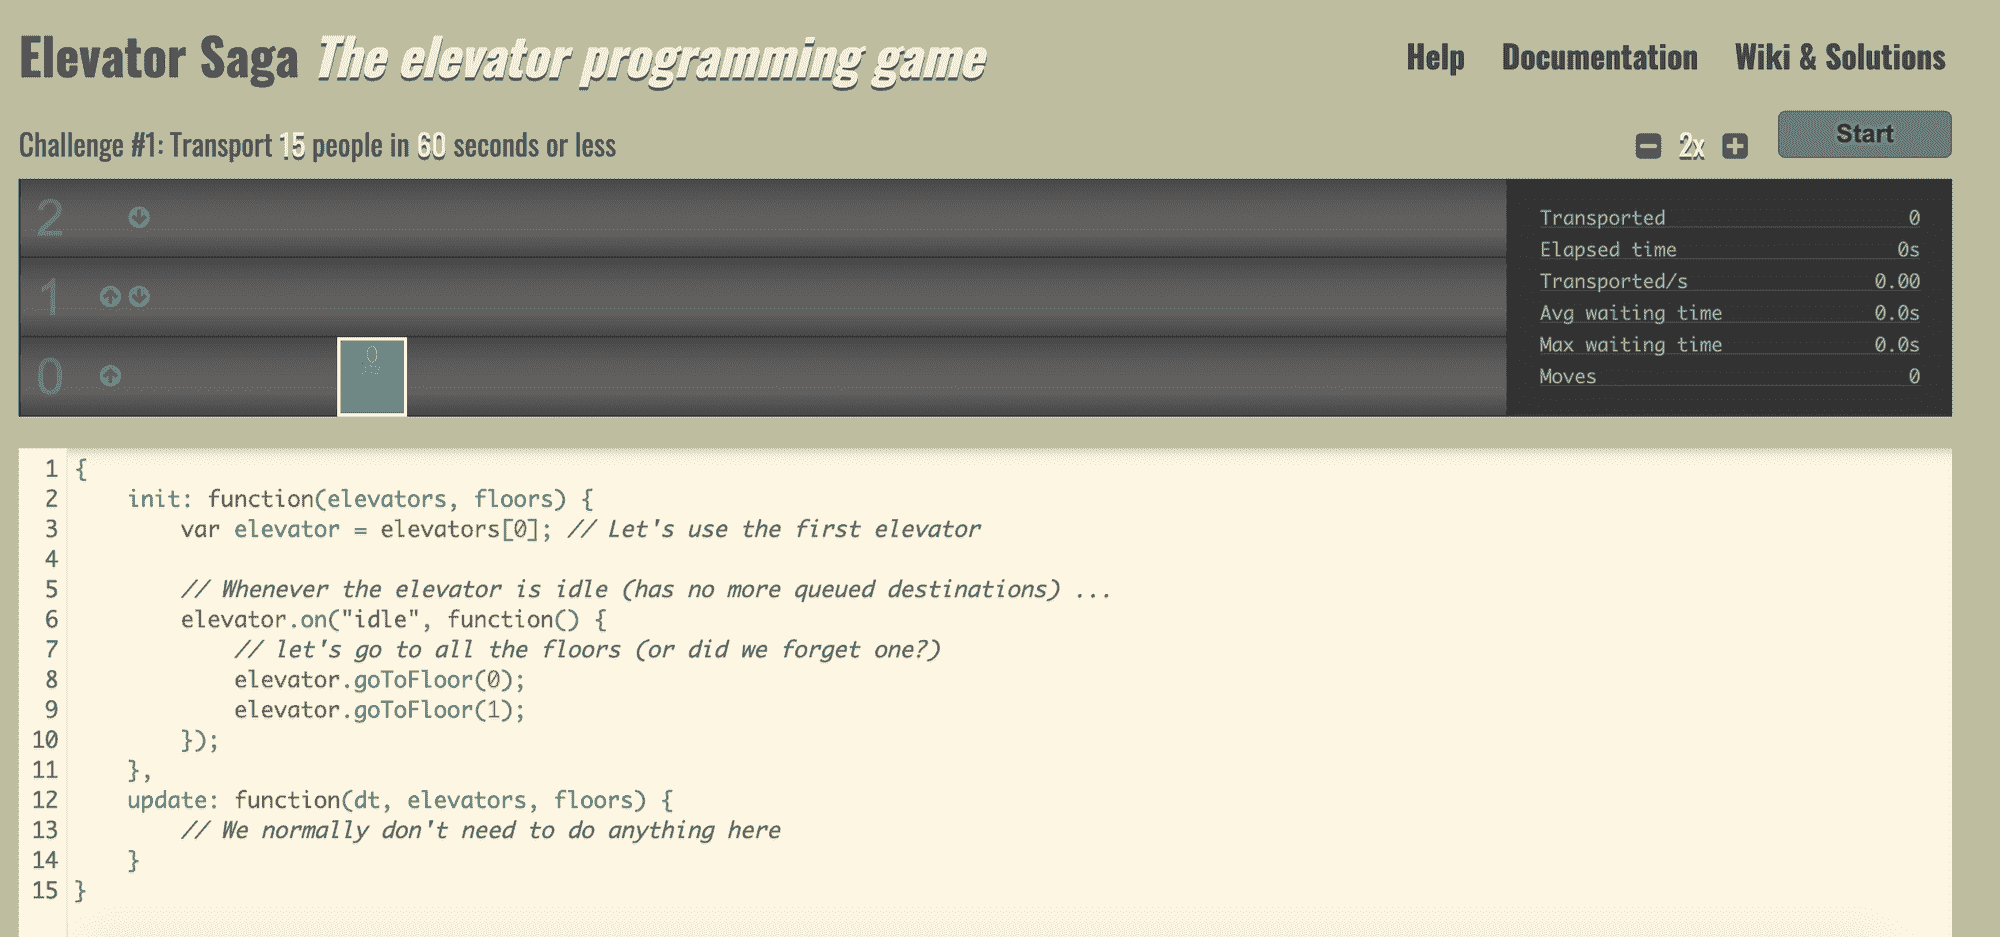 Elevator Saga The elevator programming game
Help Documentation Wiki & Solutions
Challenge #1: Transport 15 people in 60 seconds or less
2x
Start
2
1
0
0
Transported 0
Elapsed time 0s
Transported/s 0.00
Avg waiting time 0.0s
Max waiting time 0.0s
Moves 0
1 {
2     init: function(elevators, floors) {
3         var elevator = elevators[0]; // Let's use the first elevator
4
5         // Whenever the elevator is idle (has no more queued destinations) ...
6         elevator.on("idle", function() {
7             // let's go to all the floors (or did we forget one?)
8             elevator.goToFloor(0);
9             elevator.goToFloor(1);
10         });
11     },
12     update: function(dt, elevators, floors) {
13         // We normally don't need to do anything here
14     }
15 }